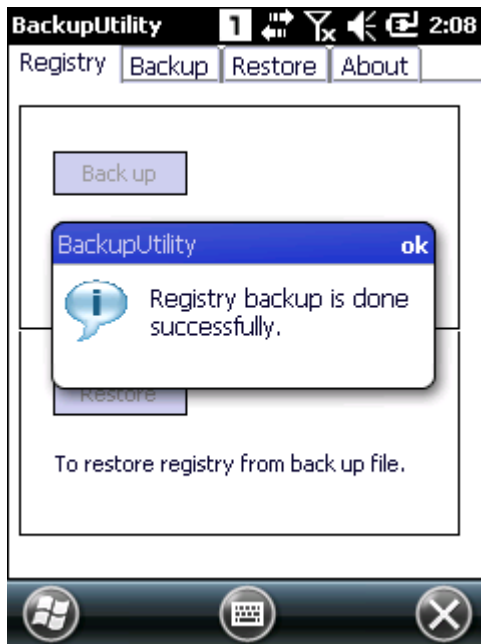 BackupUtility 1 2:08
Registry Backup Restore About
Back up
BackupUtility ok
Registry backup is done
successfully.
Restore
To restore registry from back up file.